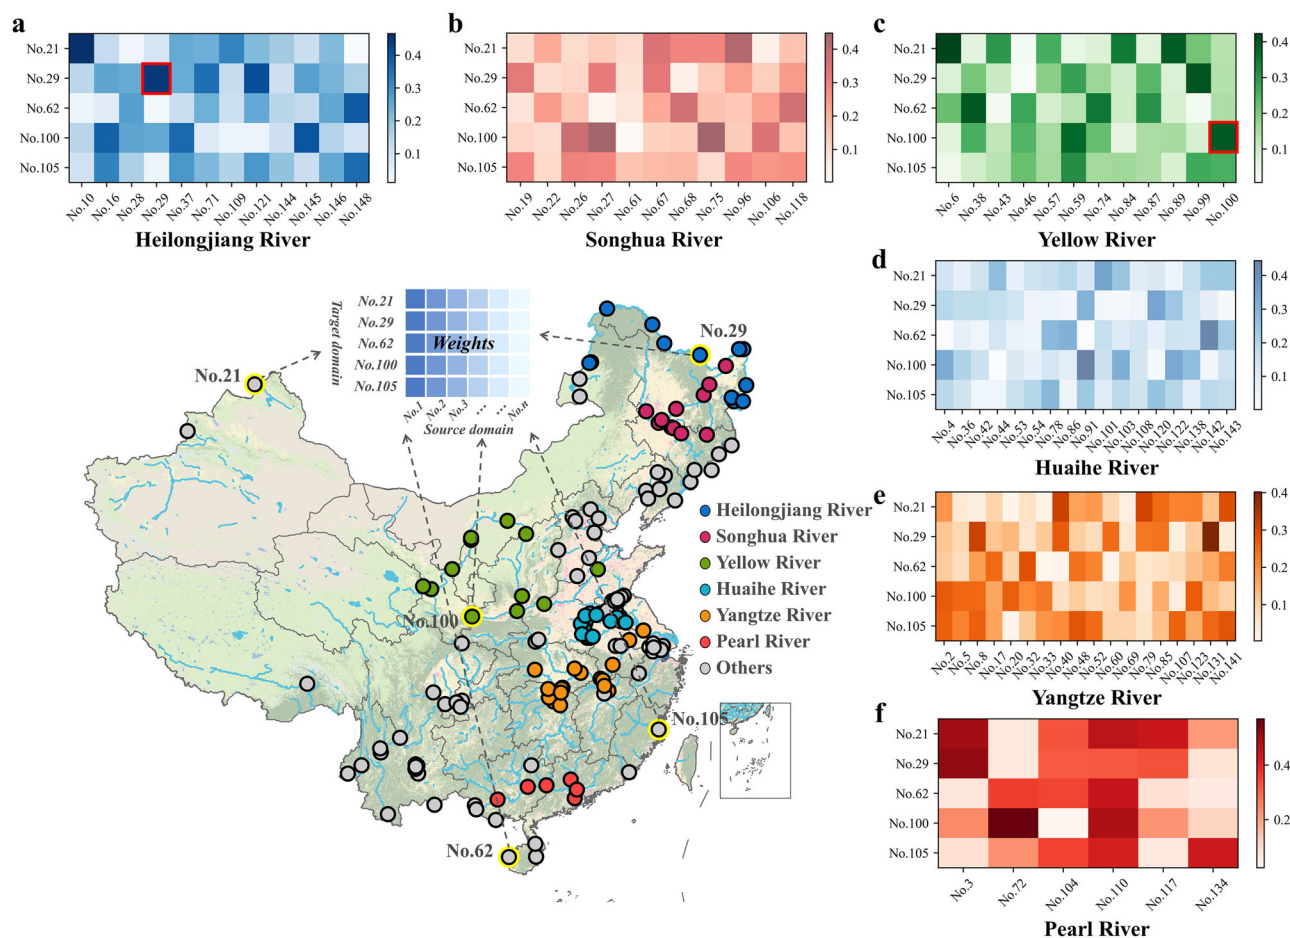 a
No.21
No.29
No.62
No.100
No.105
0.4
0.3
0.2
0.1
No.10
No.16
No.28
No.29
No.37
No.71
No.109
No.121
No.144
No.145
No.146
No.148
Heilongjiang River
b
No.21
No.29
No.62
No.100
No.105
0.4
0.3
0.2
0.1
No.19
No.22
No.26
No.27
No.61
No.67
No.68
No.75
No.96
No.106
No.118
Songhua River
c
No.21
No.29
No.62
No.100
No.105
0.4
0.3
0.2
0.1
No.6
No.38
No.43
No.46
No.57
No.59
No.74
No.84
No.87
No.89
No.99
No.100
Yellow River
d
No.21
No.29
No.62
No.100
No.105
0.4
0.3
0.2
0.1
No.4
No.36
No.42
No.44
No.53
No.54
No.78
No.86
No.91
No.101
No.103
No.108
No.120
No.122
No.138
No.142
No.143
Huaihe River
Target domain
No.21
No.29
No.62
No.100
No.105
Weights
No.1
No.2
No.3
...
...
No.n
Source domain
No.29
No.21
No.100
No.105
No.62
Heilongjiang River
Songhua River
Yellow River
Huaihe River
Yangtze River
Pearl River
Others
e
No.21
No.29
No.62
No.100
No.105
0.4
0.3
0.2
0.1
No.2
No.5
No.8
No.17
No.20
No.32
No.33
No.40
No.48
No.52
No.60
No.69
No.79
No.85
No.107
No.123
No.131
No.141
Yangtze River
f
No.21
No.29
No.62
No.100
No.105
0.4
0.2
No.3
No.72
No.104
No.110
No.117
No.134
Pearl River